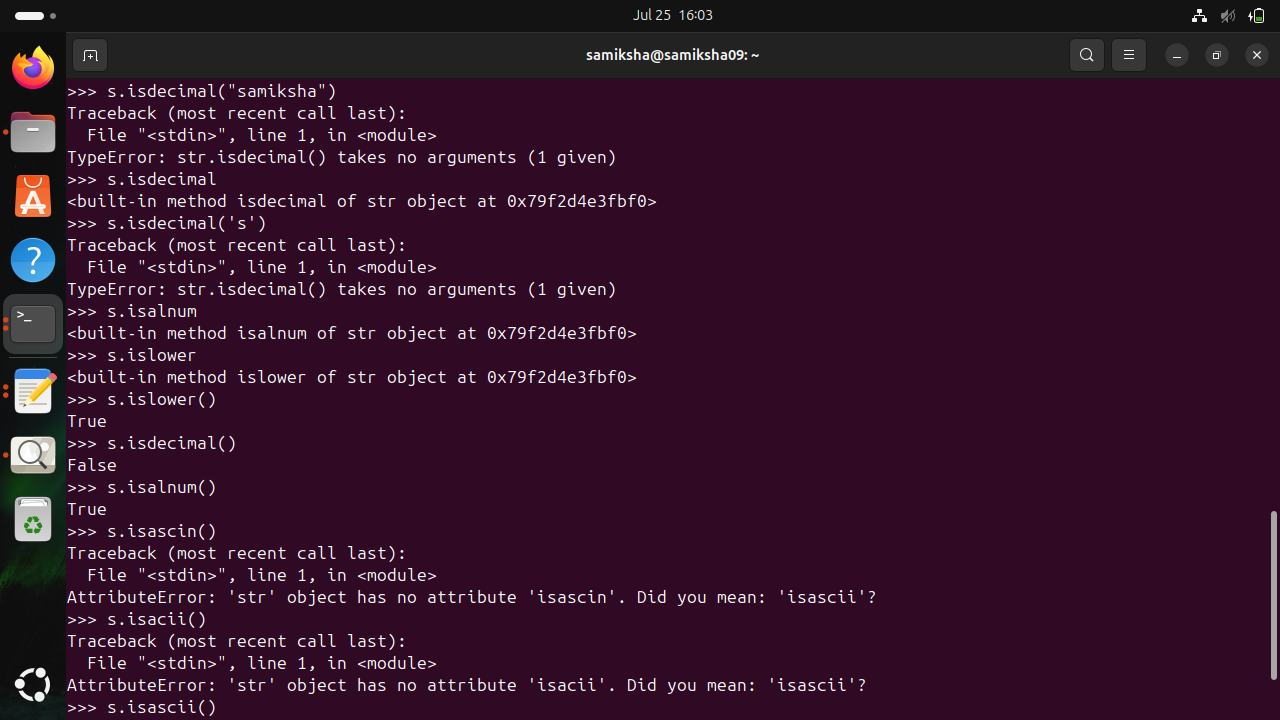 Jul 25 16:03
samiksha@samiksha09: ~
>>> s.isdecimal("samiksha")
Traceback (most recent call last):
  File "<stdin>", line 1, in <module>
TypeError: str.isdecimal() takes no arguments (1 given)
>>> s.isdecimal
<built-in method isdecimal of str object at 0x79f2d4e3fbf0>
>>> s.isdecimal('s')
Traceback (most recent call last):
  File "<stdin>", line 1, in <module>
TypeError: str.isdecimal() takes no arguments (1 given)
>>> s.isalnum
<built-in method isalnum of str object at 0x79f2d4e3fbf0>
>>> s.islower
<built-in method islower of str object at 0x79f2d4e3fbf0>
>>> s.islower()
True
>>> s.isdecimal()
False
>>> s.isalnum()
True
>>> s.isascin()
Traceback (most recent call last):
  File "<stdin>", line 1, in <module>
AttributeError: 'str' object has no attribute 'isascin'. Did you mean: 'isascii'?
>>> s.isacii()
Traceback (most recent call last):
  File "<stdin>", line 1, in <module>
AttributeError: 'str' object has no attribute 'isacii'. Did you mean: 'isascii'?
>>> s.isascii()